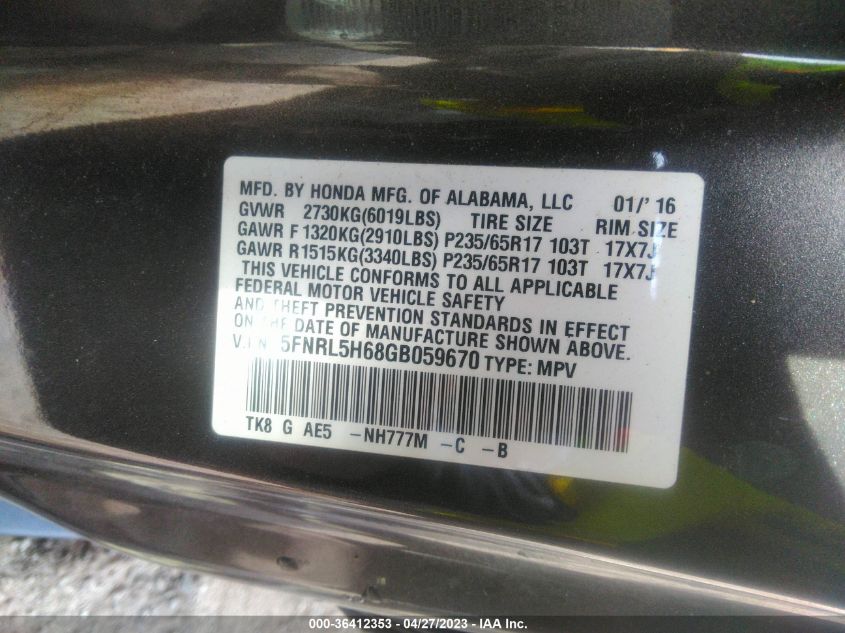 MFD. BY HONDA MFG. OF ALABAMA, LLC 01/'16
GVWR 2730KG(6019LBS) TIRE SIZE RIM SIZE
GAWR F 1320KG(2910LBS) P235/65R17 103T 17X7J
GAWR R1515KG(3340LBS) P235/65R17 103T 17X7J
THIS VEHICLE CONFORMS TO ALL APPLICABLE
FEDERAL MOTOR VEHICLE SAFETY
AND THEFT PREVENTION STANDARDS IN EFFECT
ON THE DATE OF MANUFACTURE SHOWN ABOVE.
V.I.N. 5FNRL5H68GB059670 TYPE: MPV
TK8 G AE5 -NH777M -C -B
000-36412353 - 04/27/2023 - IAA Inc.